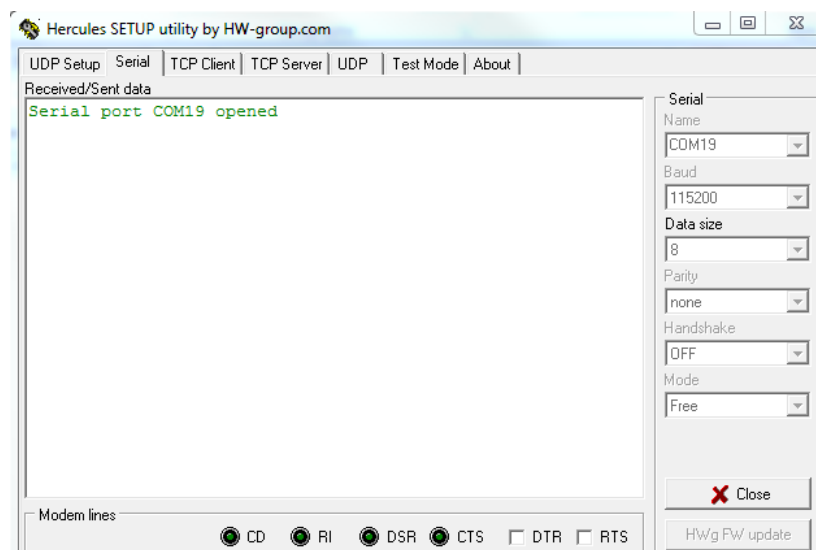 Hercules SETUP utility by HW-group.com
UDP Setup Serial TCP Client TCP Server UDP Test Mode About
Received/Sent data
Serial port COM19 opened
Serial
Name
COM19
Baud
115200
Data size
8
Parity
none
Handshake
OFF
Mode
Free
Close
HWg FW update
Modem lines
CD RI DSR CTS DTR RTS